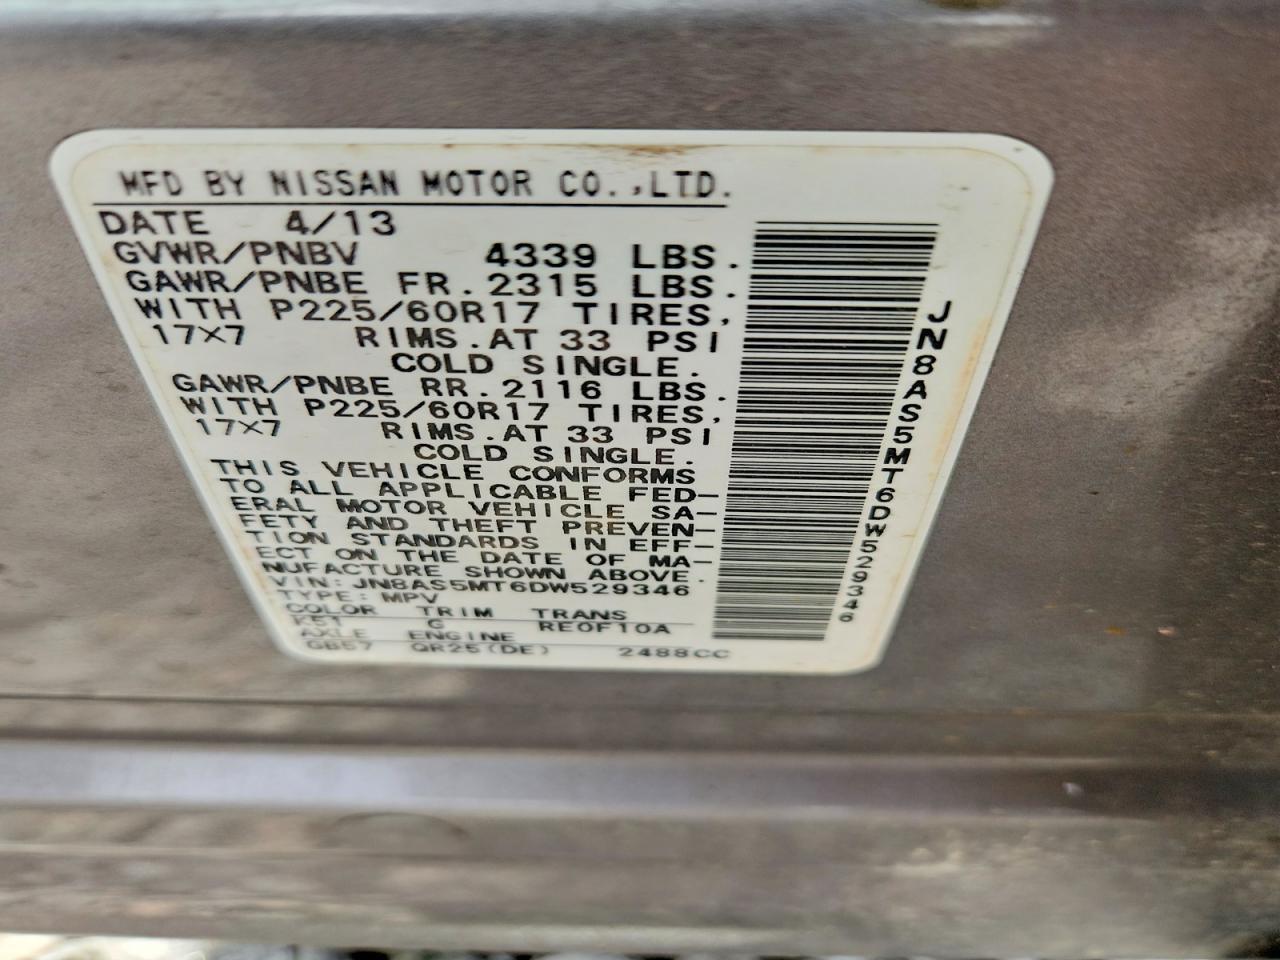 MFD BY NISSAN MOTOR CO.,LTD.
DATE 4/13
GVWR/PNBV 4339 LBS.
GAWR/PNBE FR. 2315 LBS.
WITH P225/60R17 TIRES,
17X7 RIMS.AT 33 PSI
COLD SINGLE.
GAWR/PNBE RR. 2116 LBS.
WITH P225/60R17 TIRES,
17X7 RIMS.AT 33 PSI
COLD SINGLE.
THIS VEHICLE CONFORMS
TO ALL APPLICABLE FED-
ERAL MOTOR VEHICLE SA-
FETY AND THEFT PREVEN-
TION STANDARDS IN EFF-
ECT ON THE DATE OF MA-
NUFACTURE SHOWN ABOVE.
VIN: JN8AS5MT6DW529346
TYPE: MPV
COLOR TRIM TRANS
K51 G RE0F10A
AXLE ENGINE
GB57 QR25(DE) 2488CC
JN8AS5MT6DW529346